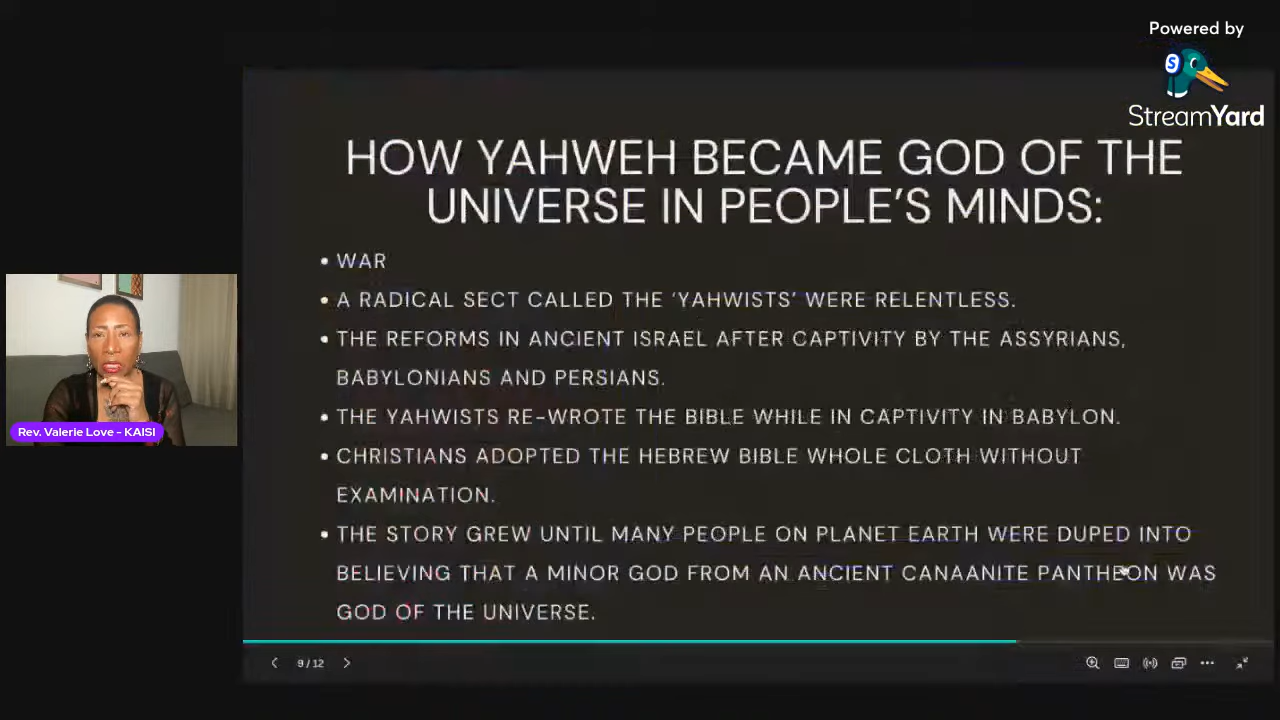 Powered by
StreamYard
HOW YAHWEH BECAME GOD OF THE
UNIVERSE IN PEOPLE'S MINDS:
• WAR
• A RADICAL SECT CALLED THE 'YAHWISTS' WERE RELENTLESS.
• THE REFORMS IN ANCIENT ISRAEL AFTER CAPTIVITY BY THE ASSYRIANS,
BABYLONIANS AND PERSIANS.
• THE YAHWISTS RE-WROTE THE BIBLE WHILE IN CAPTIVITY IN BABYLON.
• CHRISTIANS ADOPTED THE HEBREW BIBLE WHOLE CLOTH WITHOUT
EXAMINATION.
• THE STORY GREW UNTIL MANY PEOPLE ON PLANET EARTH WERE DUPED INTO
BELIEVING THAT A MINOR GOD FROM AN ANCIENT CANAANITE PANTHEON WAS
GOD OF THE UNIVERSE.
Rev. Valerie Love - KAISI
9 / 12